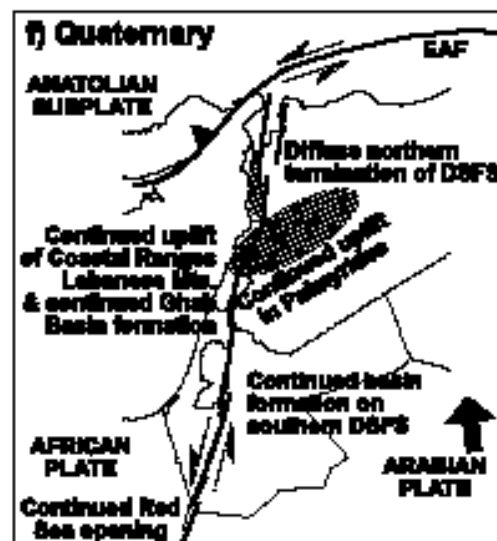 f) Quaternary
EAF
ANATOLIAN
SUBPLATE
Diffuse northern
termination of DSFS
Continued uplift
of Coastal Ranges
Lebanese Mts.
& continued Ghab
Basin formation
Continued uplift
in Palmyrides
Continued basin
formation on
southern DSFS
AFRICAN
PLATE
ARABIAN
PLATE
Continued Red
Sea opening